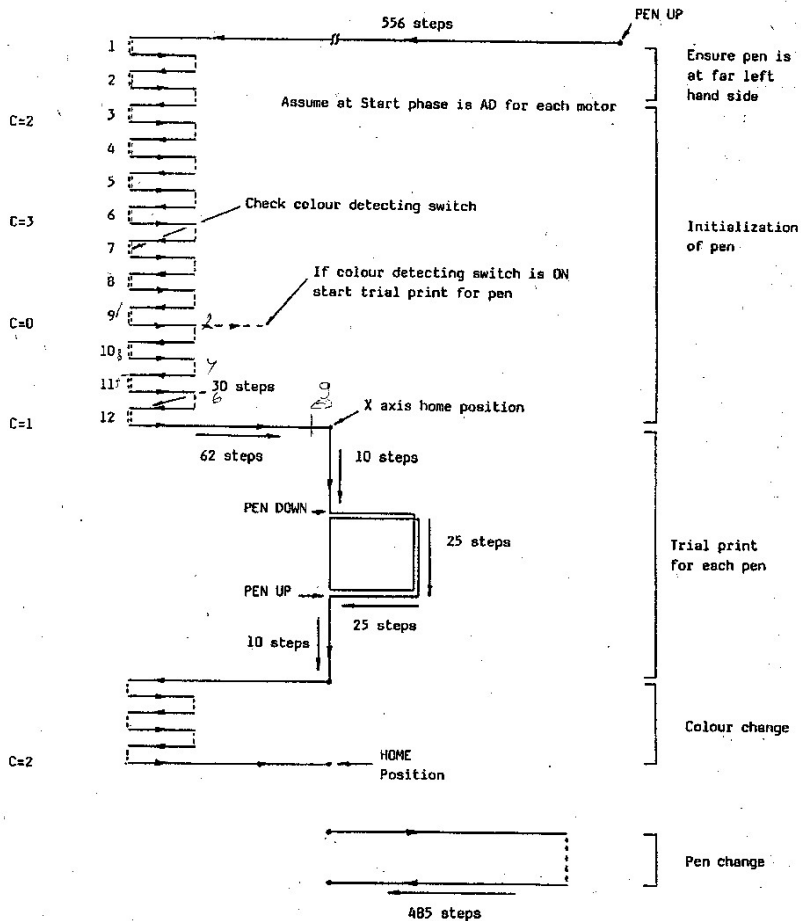 556 steps
PEN UP
1
Ensure pen is
at far left
hand side
2
Assume at Start phase is AD for each motor
C=2
3
4
5
Check colour detecting switch
C=3
6
Initialization
of pen
7
8
If colour detecting switch is ON
start trial print for pen
9
C=0
2
10
11
30 steps
6
12
X axis home position
C=1
62 steps
10 steps
PEN DOWN
25 steps
Trial print
for each pen
PEN UP
25 steps
10 steps
Colour change
C=2
HOME
Position
Pen change
485 steps